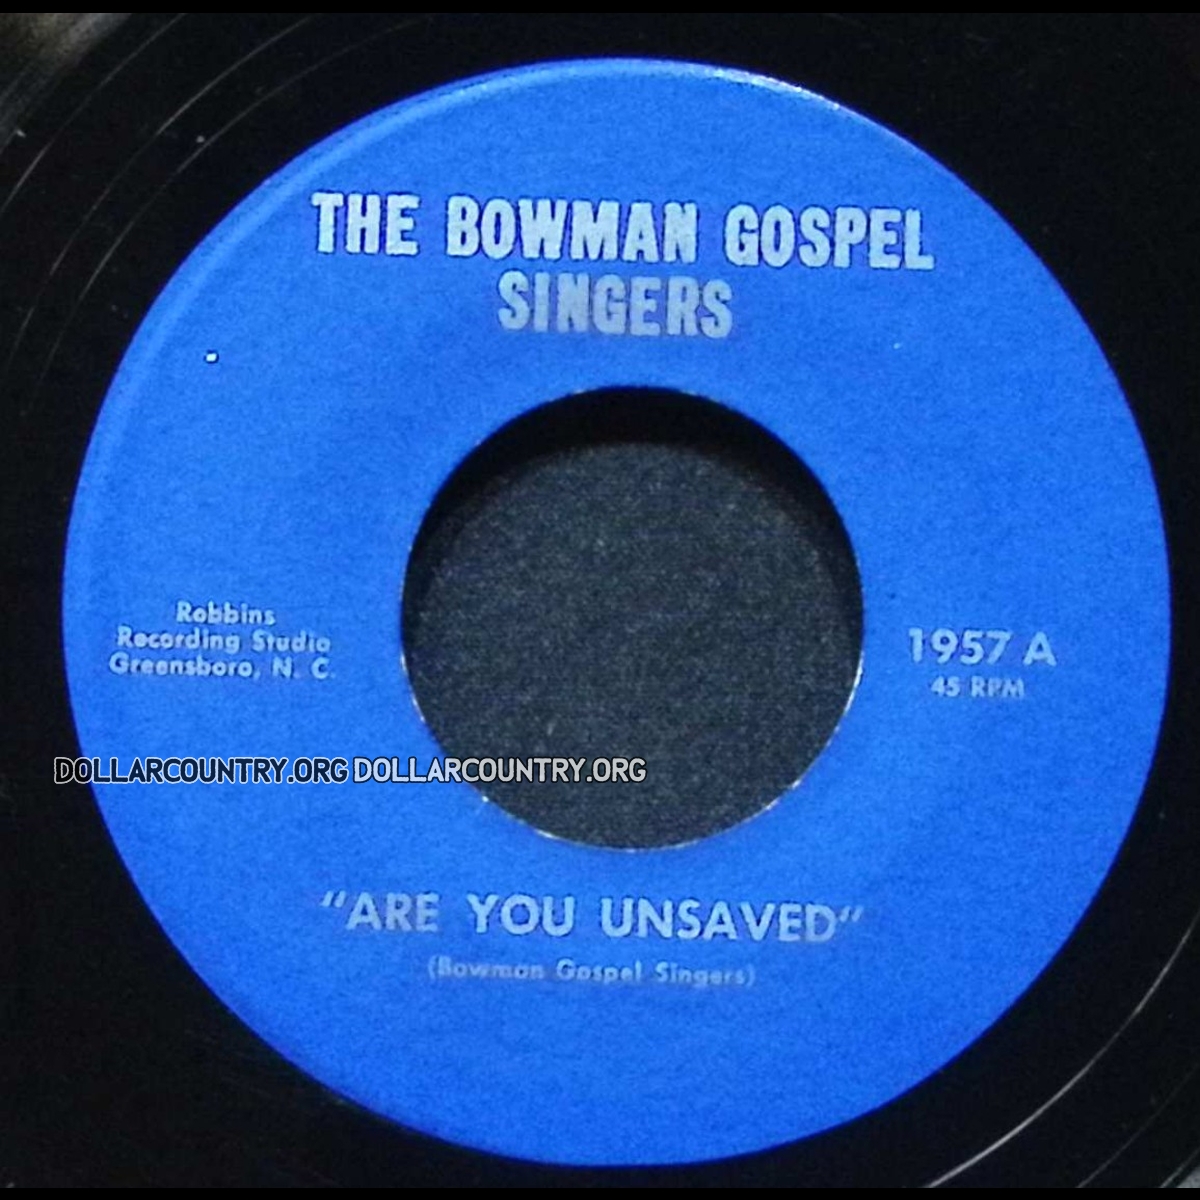 THE BOWMAN GOSPEL
SINGERS
Robbins
Recording Studio
Greensboro, N. C.
1957 A
45 RPM
DOLLARCOUNTRY.ORG DOLLARCOUNTRY.ORG
"ARE YOU UNSAVED"
(Bowman Gospel Singers)